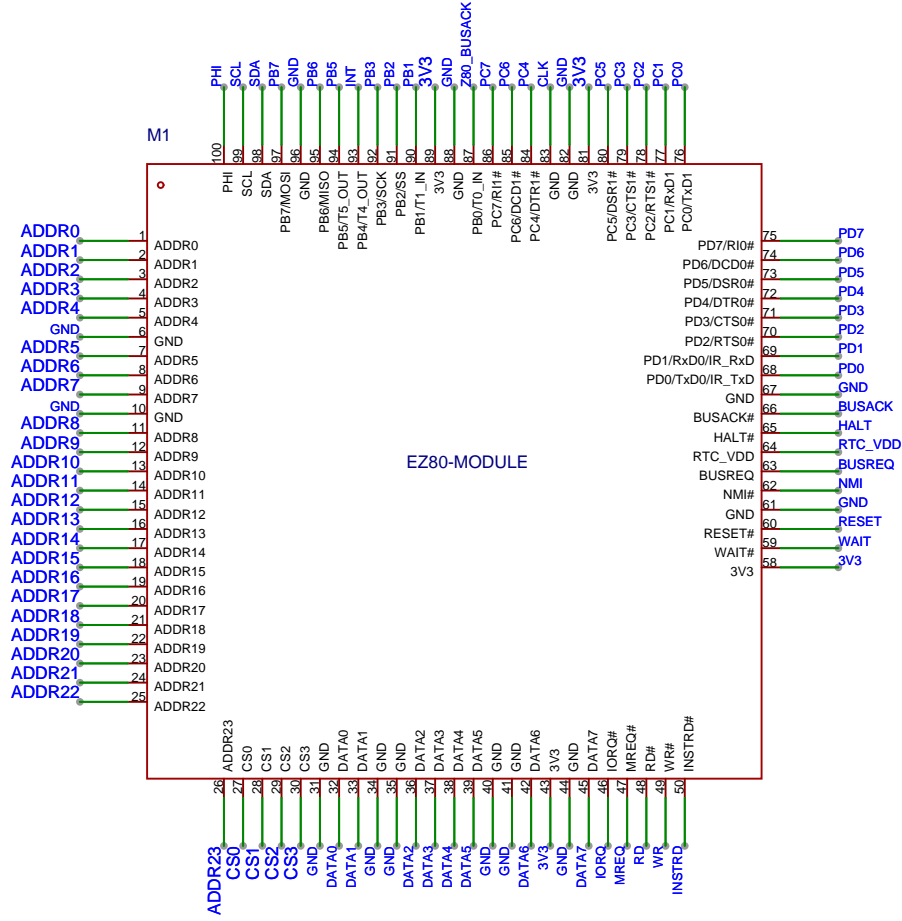 PHI SCL SDA PB7 GND PB6 PB5 INT PB3 PB2 PB1 3V3 GND Z80_BUSACK PC7 PC6 PC4 CLK GND 3V3 PC5 PC3 PC2 PC1 PC0
M1
100 99 98 97 96 95 94 93 92 91 90 89 88 87 86 85 84 83 82 81 80 79 78 77 76
PHI SCL SDA PB7/MOSI GND PB6/MISO PB5/T5_OUT PB4/T4_OUT PB3/SCK PB2/SS PB1/T1_IN 3V3 GND PB0/T0_IN PC7/RI1# PC6/DCD1# PC4/DTR1# GND GND 3V3 PC5/DSR1# PC3/CTS1# PC2/RTS1# PC1/RxD1 PC0/TxD1
ADDR0 1 ADDR0
ADDR1 2 ADDR1
ADDR2 3 ADDR2
ADDR3 4 ADDR3
ADDR4 5 ADDR4
GND 6 GND
ADDR5 7 ADDR5
ADDR6 8 ADDR6
ADDR7 9 ADDR7
GND 10 GND
ADDR8 11 ADDR8
ADDR9 12 ADDR9
ADDR10 13 ADDR10
ADDR11 14 ADDR11
ADDR12 15 ADDR12
ADDR13 16 ADDR13
ADDR14 17 ADDR14
ADDR15 18 ADDR15
ADDR16 19 ADDR16
ADDR17 20 ADDR17
ADDR18 21 ADDR18
ADDR19 22 ADDR19
ADDR20 23 ADDR20
ADDR21 24 ADDR21
ADDR22 25 ADDR22
EZ80-MODULE
PD7/RI0# 75 PD7
PD6/DCD0# 74 PD6
PD5/DSR0# 73 PD5
PD4/DTR0# 72 PD4
PD3/CTS0# 71 PD3
PD2/RTS0# 70 PD2
PD1/RxD0/IR_RxD 69 PD1
PD0/TxD0/IR_TxD 68 PD0
GND 67 GND
BUSACK# 66 BUSACK
HALT# 65 HALT
RTC_VDD 64 RTC_VDD
BUSREQ 63 BUSREQ
NMI# 62 NMI
GND 61 GND
RESET# 60 RESET
WAIT# 59 WAIT
3V3 58 3V3
ADDR23 CS0 CS1 CS2 CS3 GND DATA0 DATA1 GND GND DATA2 DATA3 DATA4 DATA5 GND GND DATA6 3V3 GND DATA7 IORQ# MREQ# RD# WR# INSTRD#
26 27 28 29 30 31 32 33 34 35 36 37 38 39 40 41 42 43 44 45 46 47 48 49 50
ADDR23 CS0 CS1 CS2 CS3 GND DATA0 DATA1 GND GND DATA2 DATA3 DATA4 DATA5 GND GND DATA6 3V3 GND DATA7 IORQ MREQ RD WR INSTRD